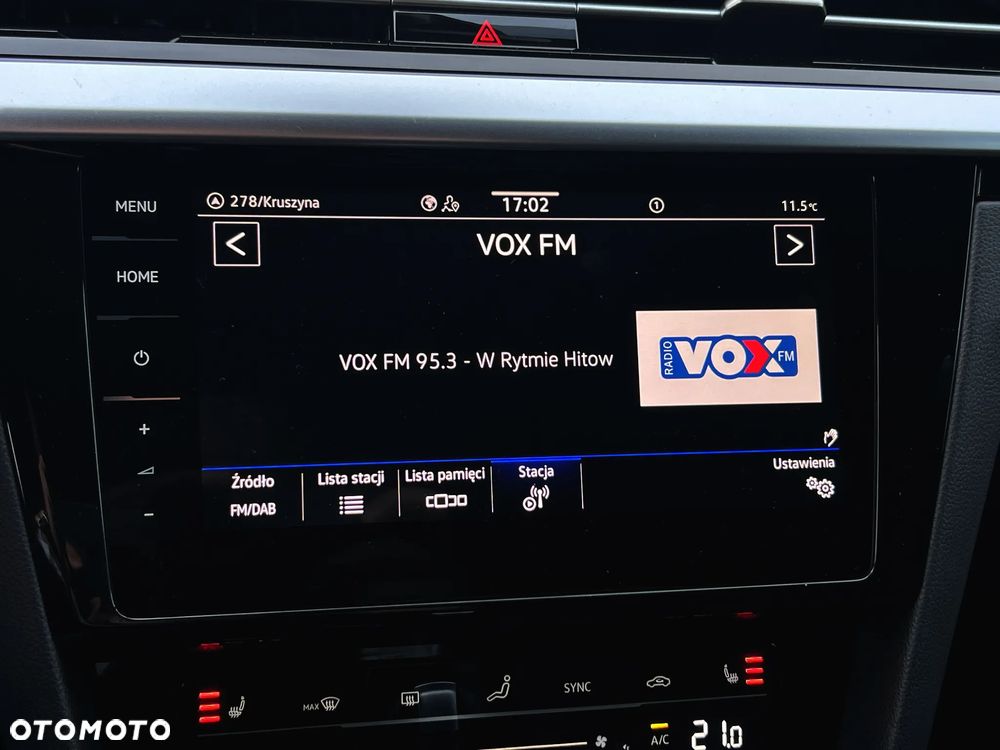 MENU
HOME
278/Kruszyna
17:02
1
11.5°C
<
VOX FM
>
VOX FM 95.3 - W Rytmie Hitow
RADIO VOX FM
Źródło
FM/DAB
Lista stacji
Lista pamięci
Stacja
Ustawienia
+
-
MAX
SYNC
A/C
21.0
OTOMOTO